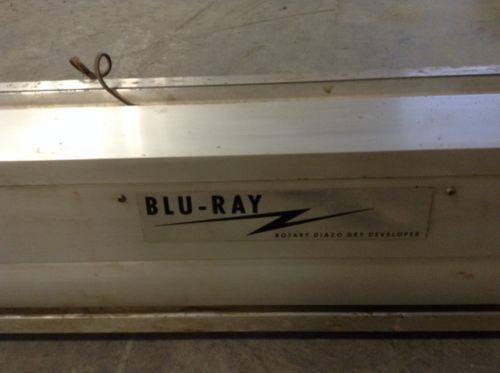 BLU-RAY
ROTARY DIAZO DRY DEVELOPER